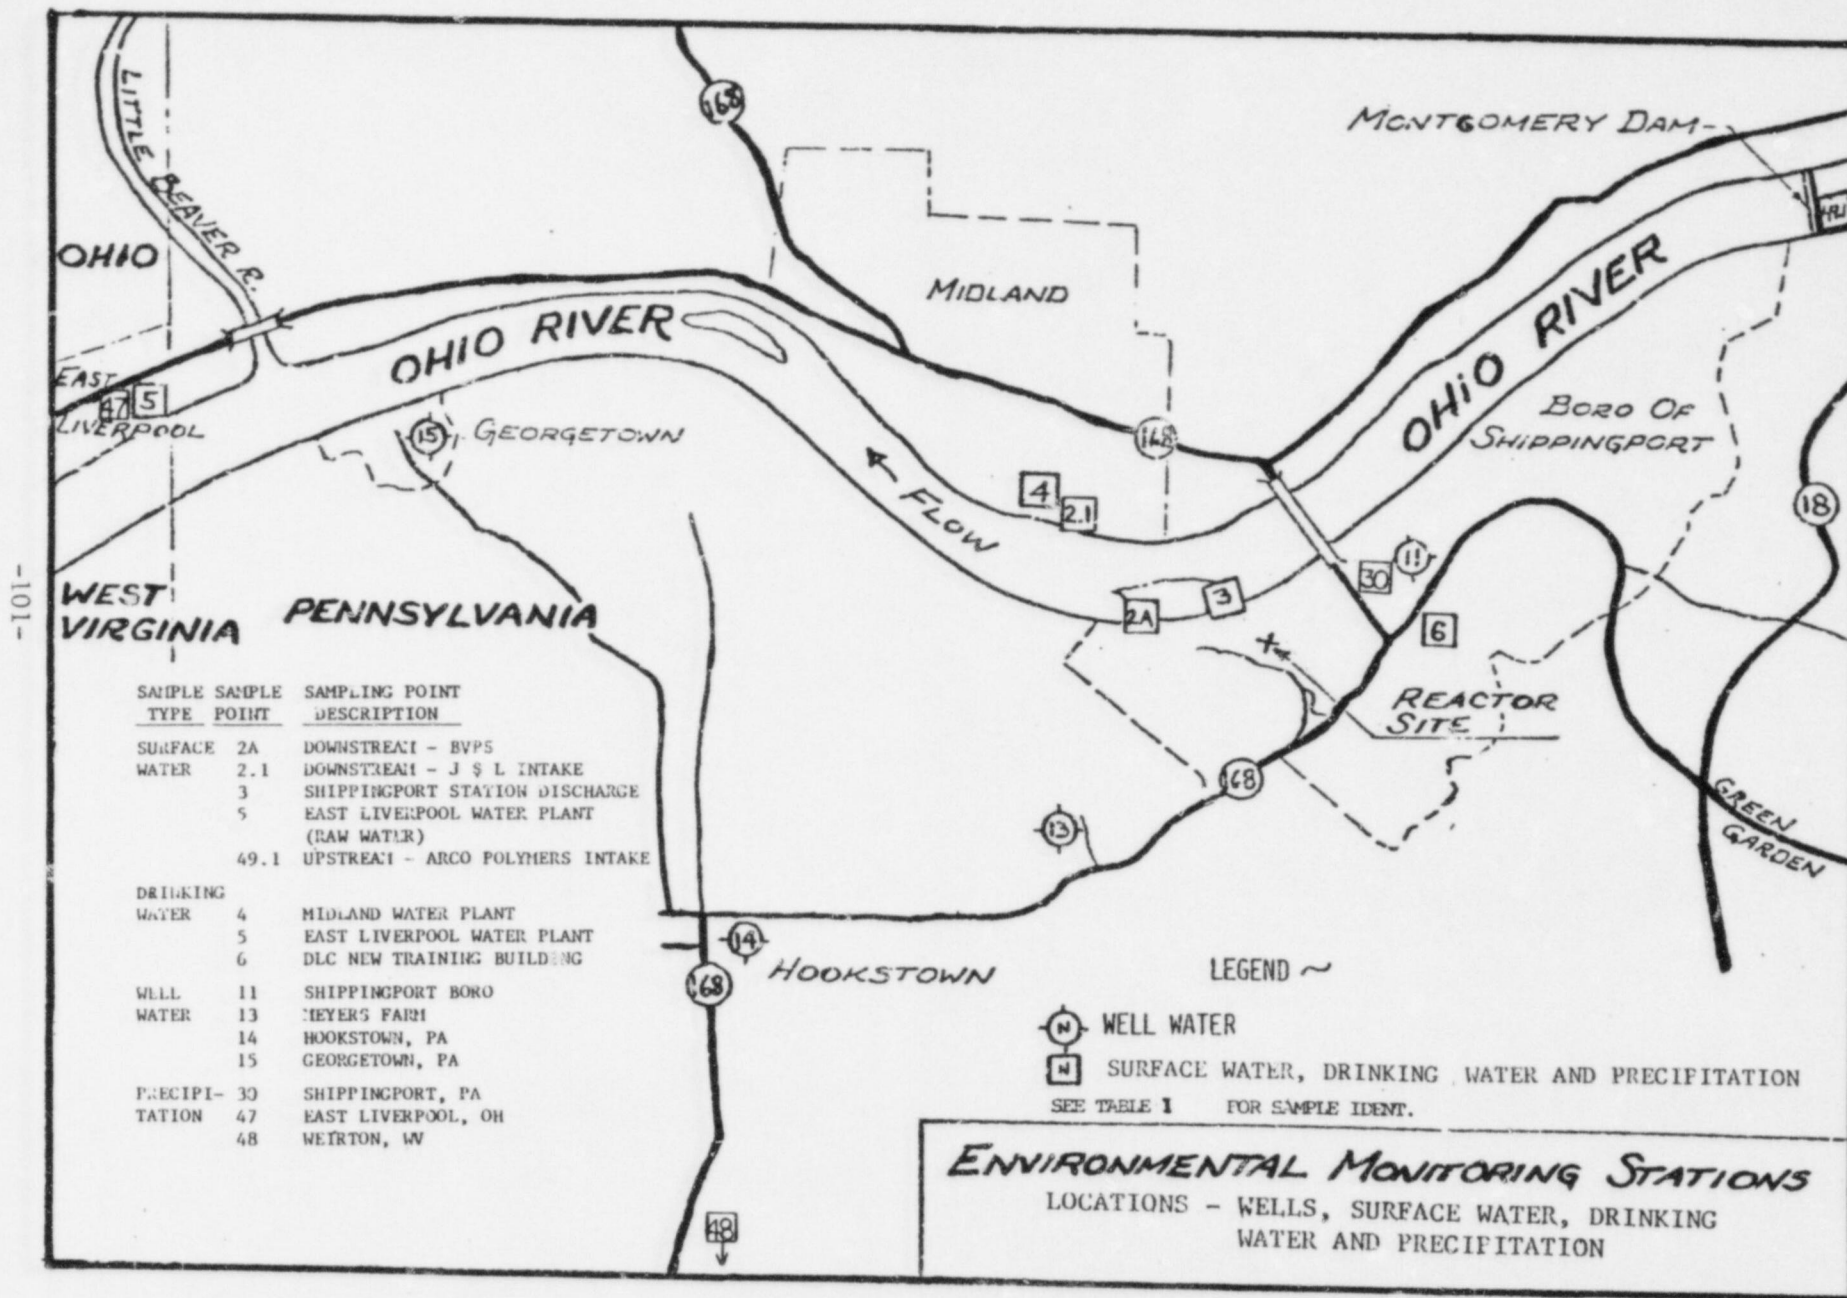 LITTLE BEAVER R.
168
MONTGOMERY DAM
OHIO
MIDLAND
OHIO RIVER
OHIO RIVER
EAST
47 5
LIVERPOOL
15 GEORGETOWN
168
BORO OF
SHIPPINGPORT
18
4
2.1
FLOW
11
30
3
2A
6
WEST
VIRGINIA
PENNSYLVANIA
REACTOR
SITE
168
13
GREEN
GARDEN
14 HOOKSTOWN
168
48
-101-
SAMPLE SAMPLE SAMPLING POINT
TYPE POINT DESCRIPTION
SURFACE 2A DOWNSTREAM - BVPS
WATER 2.1 DOWNSTREAM - J $ L INTAKE
3 SHIPPINGPORT STATION DISCHARGE
5 EAST LIVERPOOL WATER PLANT
(RAW WATER)
49.1 UPSTREAM - ARCO POLYMERS INTAKE
DRINKING
WATER 4 MIDLAND WATER PLANT
5 EAST LIVERPOOL WATER PLANT
6 DLC NEW TRAINING BUILDING
WELL 11 SHIPPINGPORT BORO
WATER 13 MEYERS FARM
14 HOOKSTOWN, PA
15 GEORGETOWN, PA
PRECIPI- 30 SHIPPINGPORT, PA
TATION 47 EAST LIVERPOOL, OH
48 WEIRTON, WV
LEGEND ~
N WELL WATER
N SURFACE WATER, DRINKING WATER AND PRECIPITATION
SEE TABLE I FOR SAMPLE IDENT.
ENVIRONMENTAL MONITORING STATIONS
LOCATIONS - WELLS, SURFACE WATER, DRINKING
WATER AND PRECIPITATION